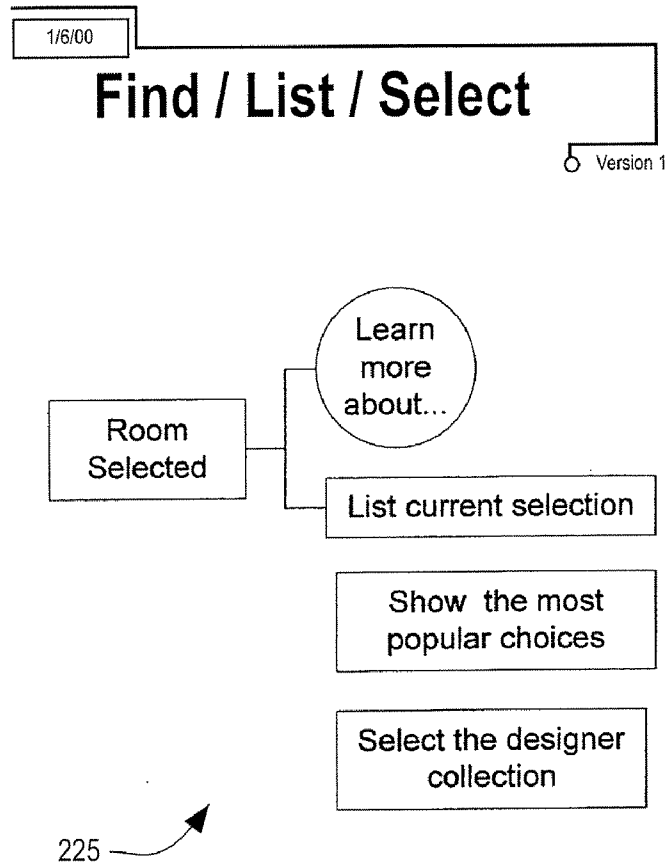 1/6/00
Find / List / Select
Version 1
Learn
more
about...
Room
Selected
List current selection
Show the most
popular choices
Select the designer
collection
225